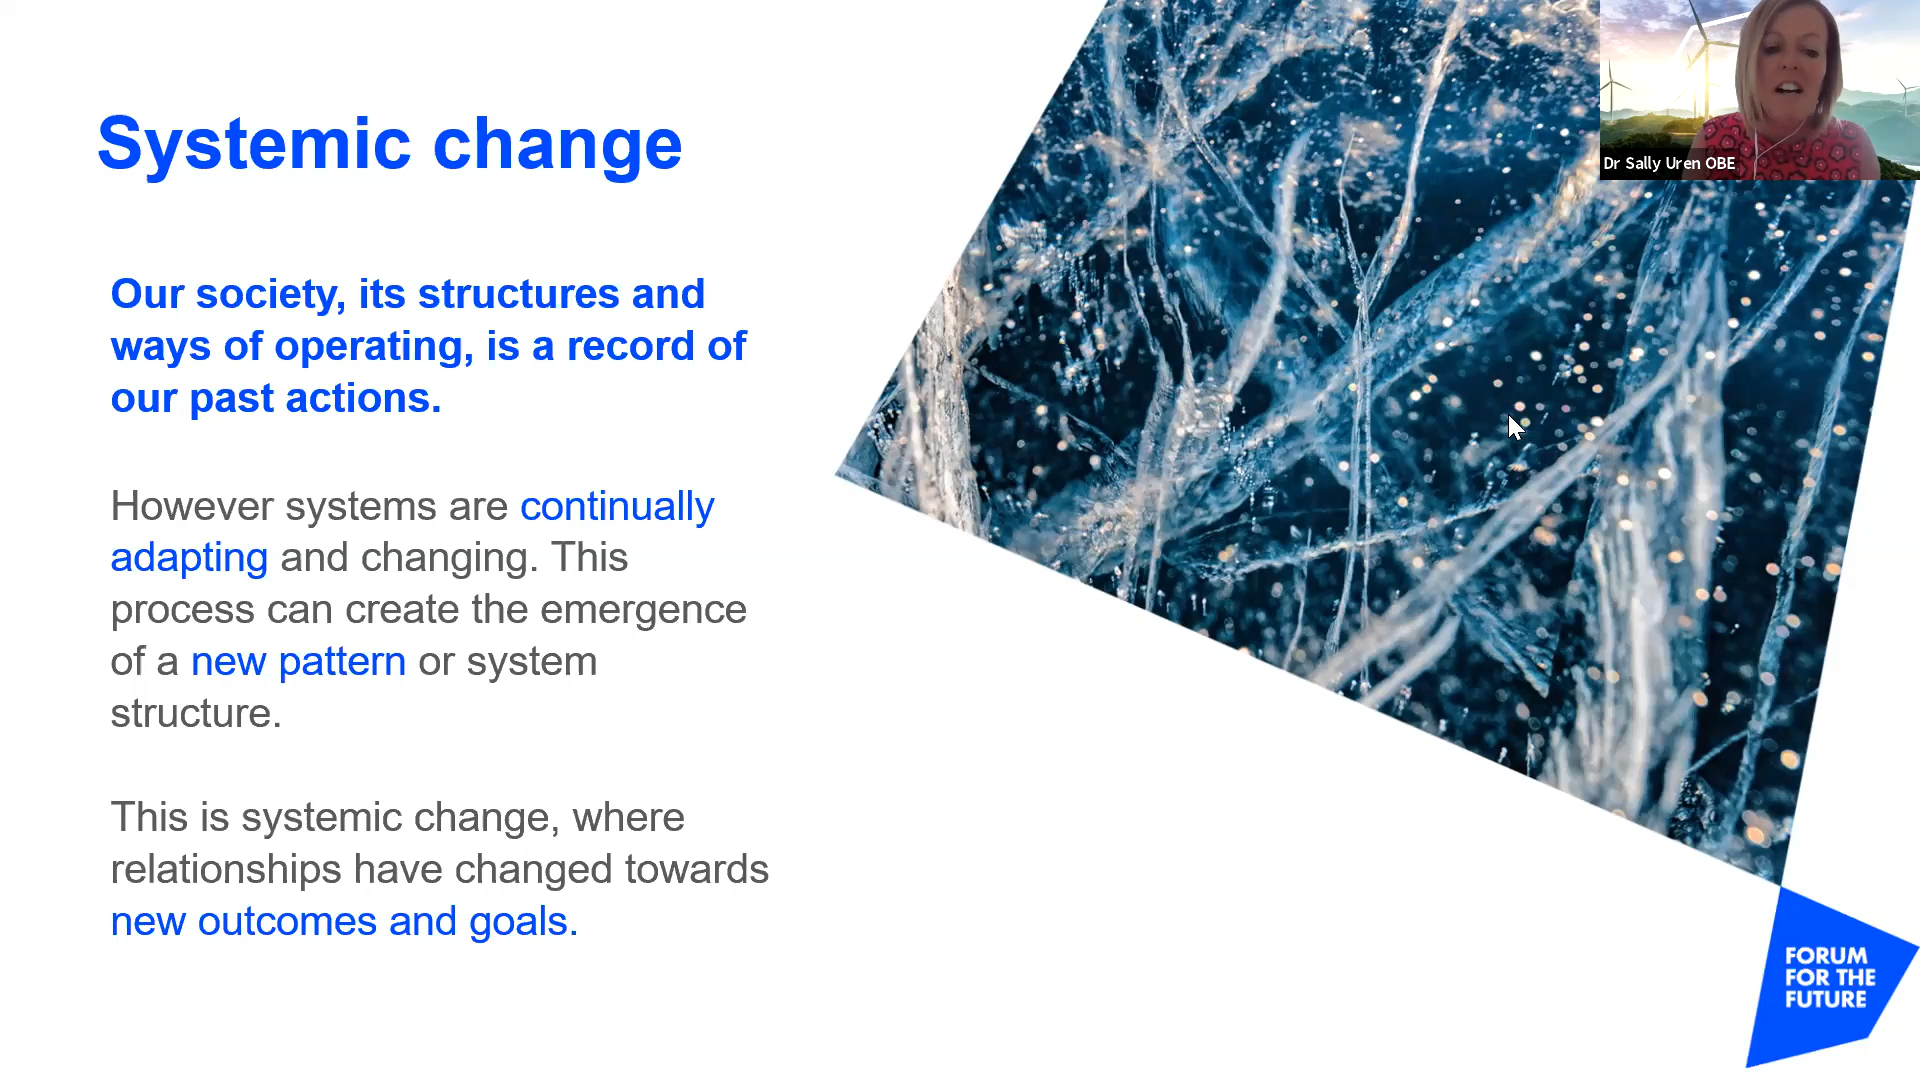 Systemic change
Our society, its structures and
ways of operating, is a record of
our past actions.
However systems are continually
adapting and changing. This
process can create the emergence
of a new pattern or system
structure.
This is systemic change, where
relationships have changed towards
new outcomes and goals.
Dr Sally Uren OBE
FORUM
FOR THE
FUTURE